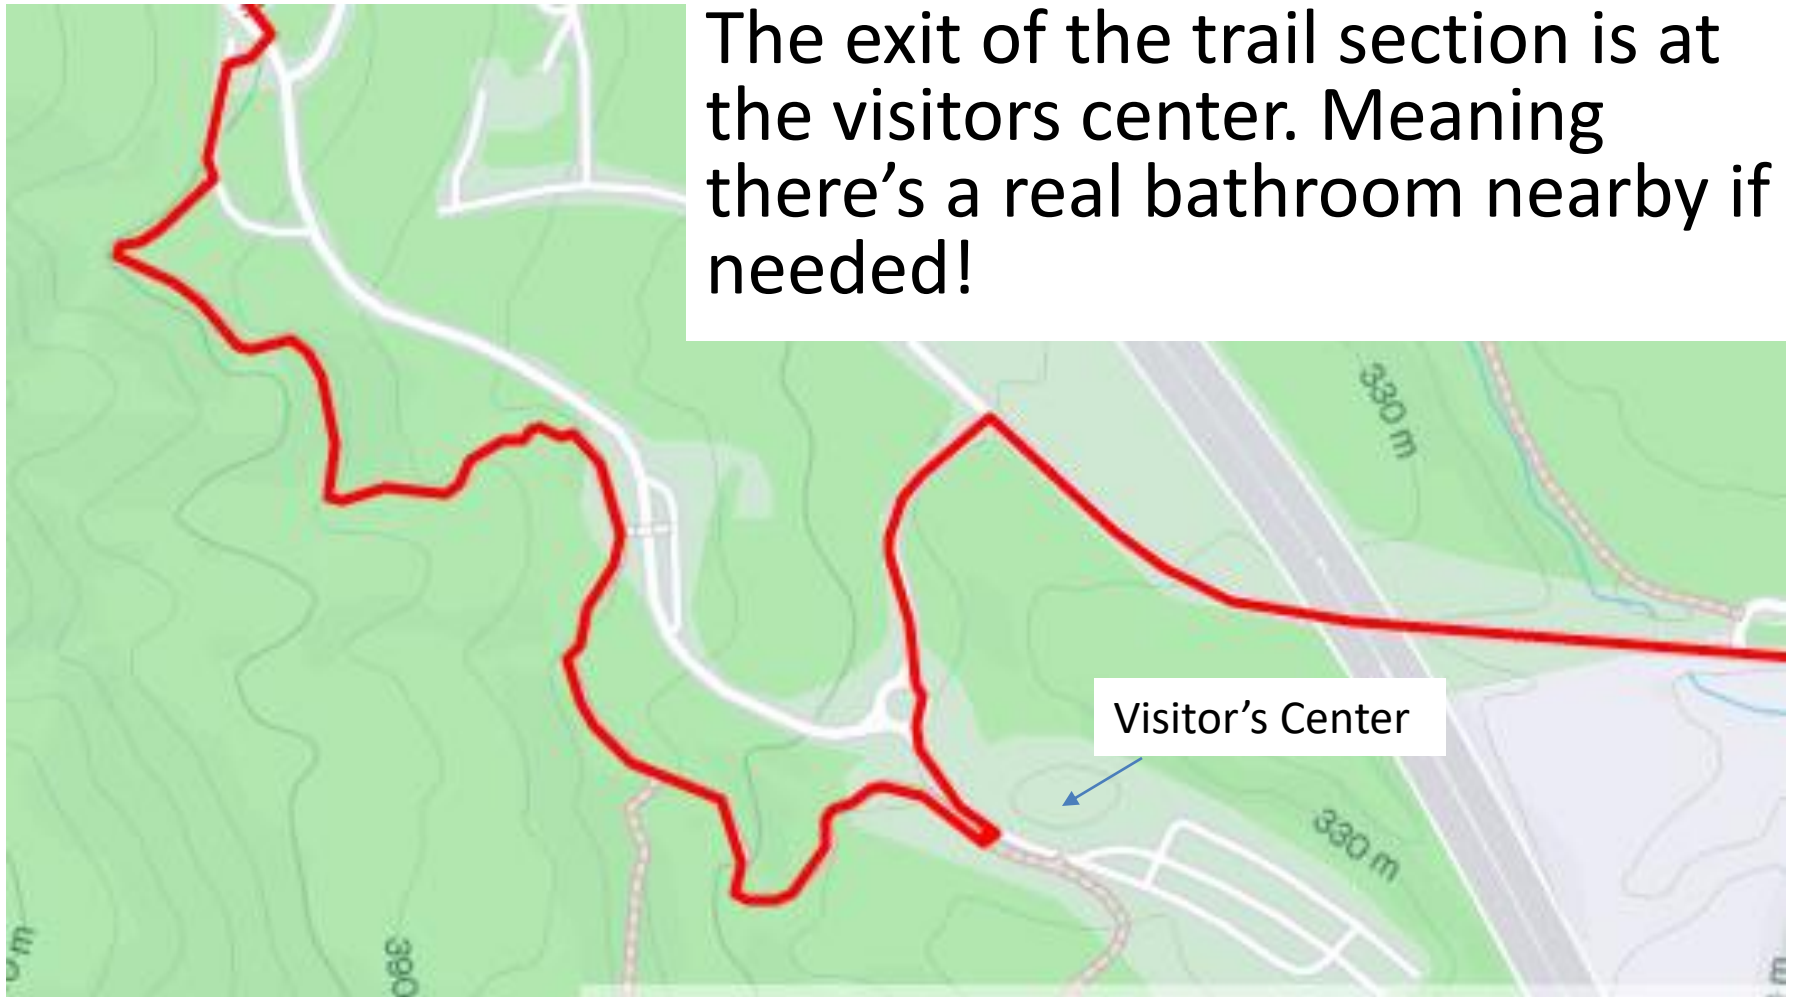 The exit of the trail section is at
the visitors center. Meaning
there’s a real bathroom nearby if
needed!
330 m
Visitor’s Center
330 m
390